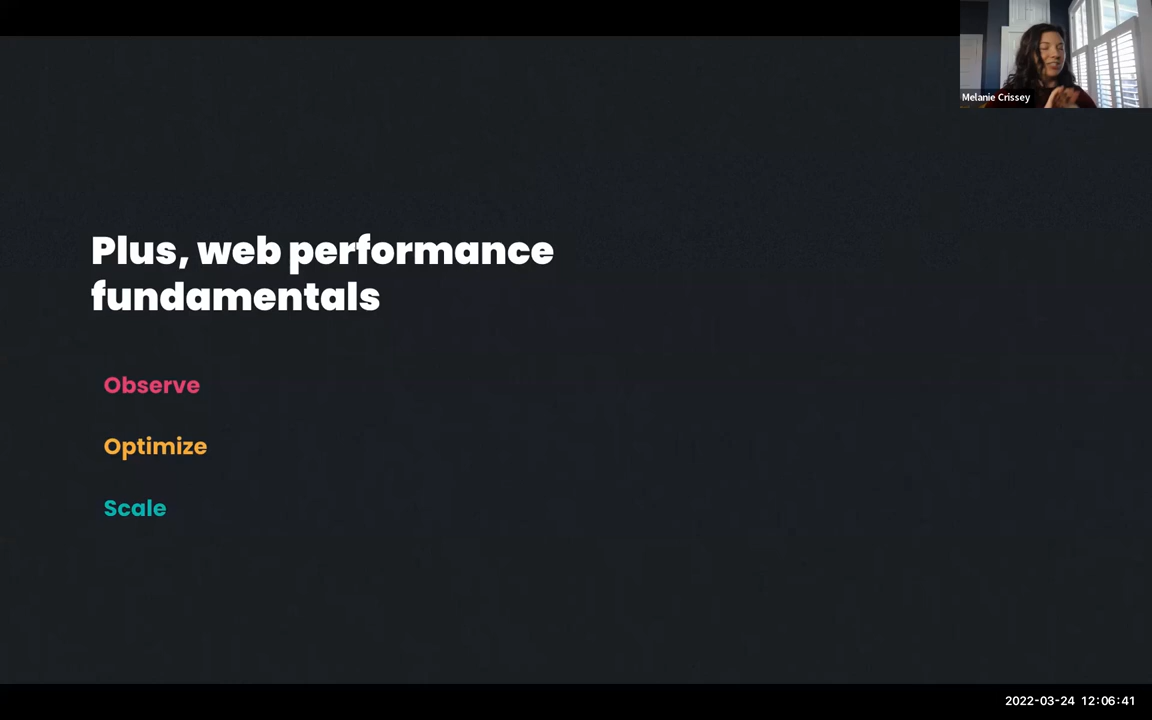 Melanie Crissey
Plus, web performance
fundamentals
Observe
Optimize
Scale
2022-03-24 12:06:41